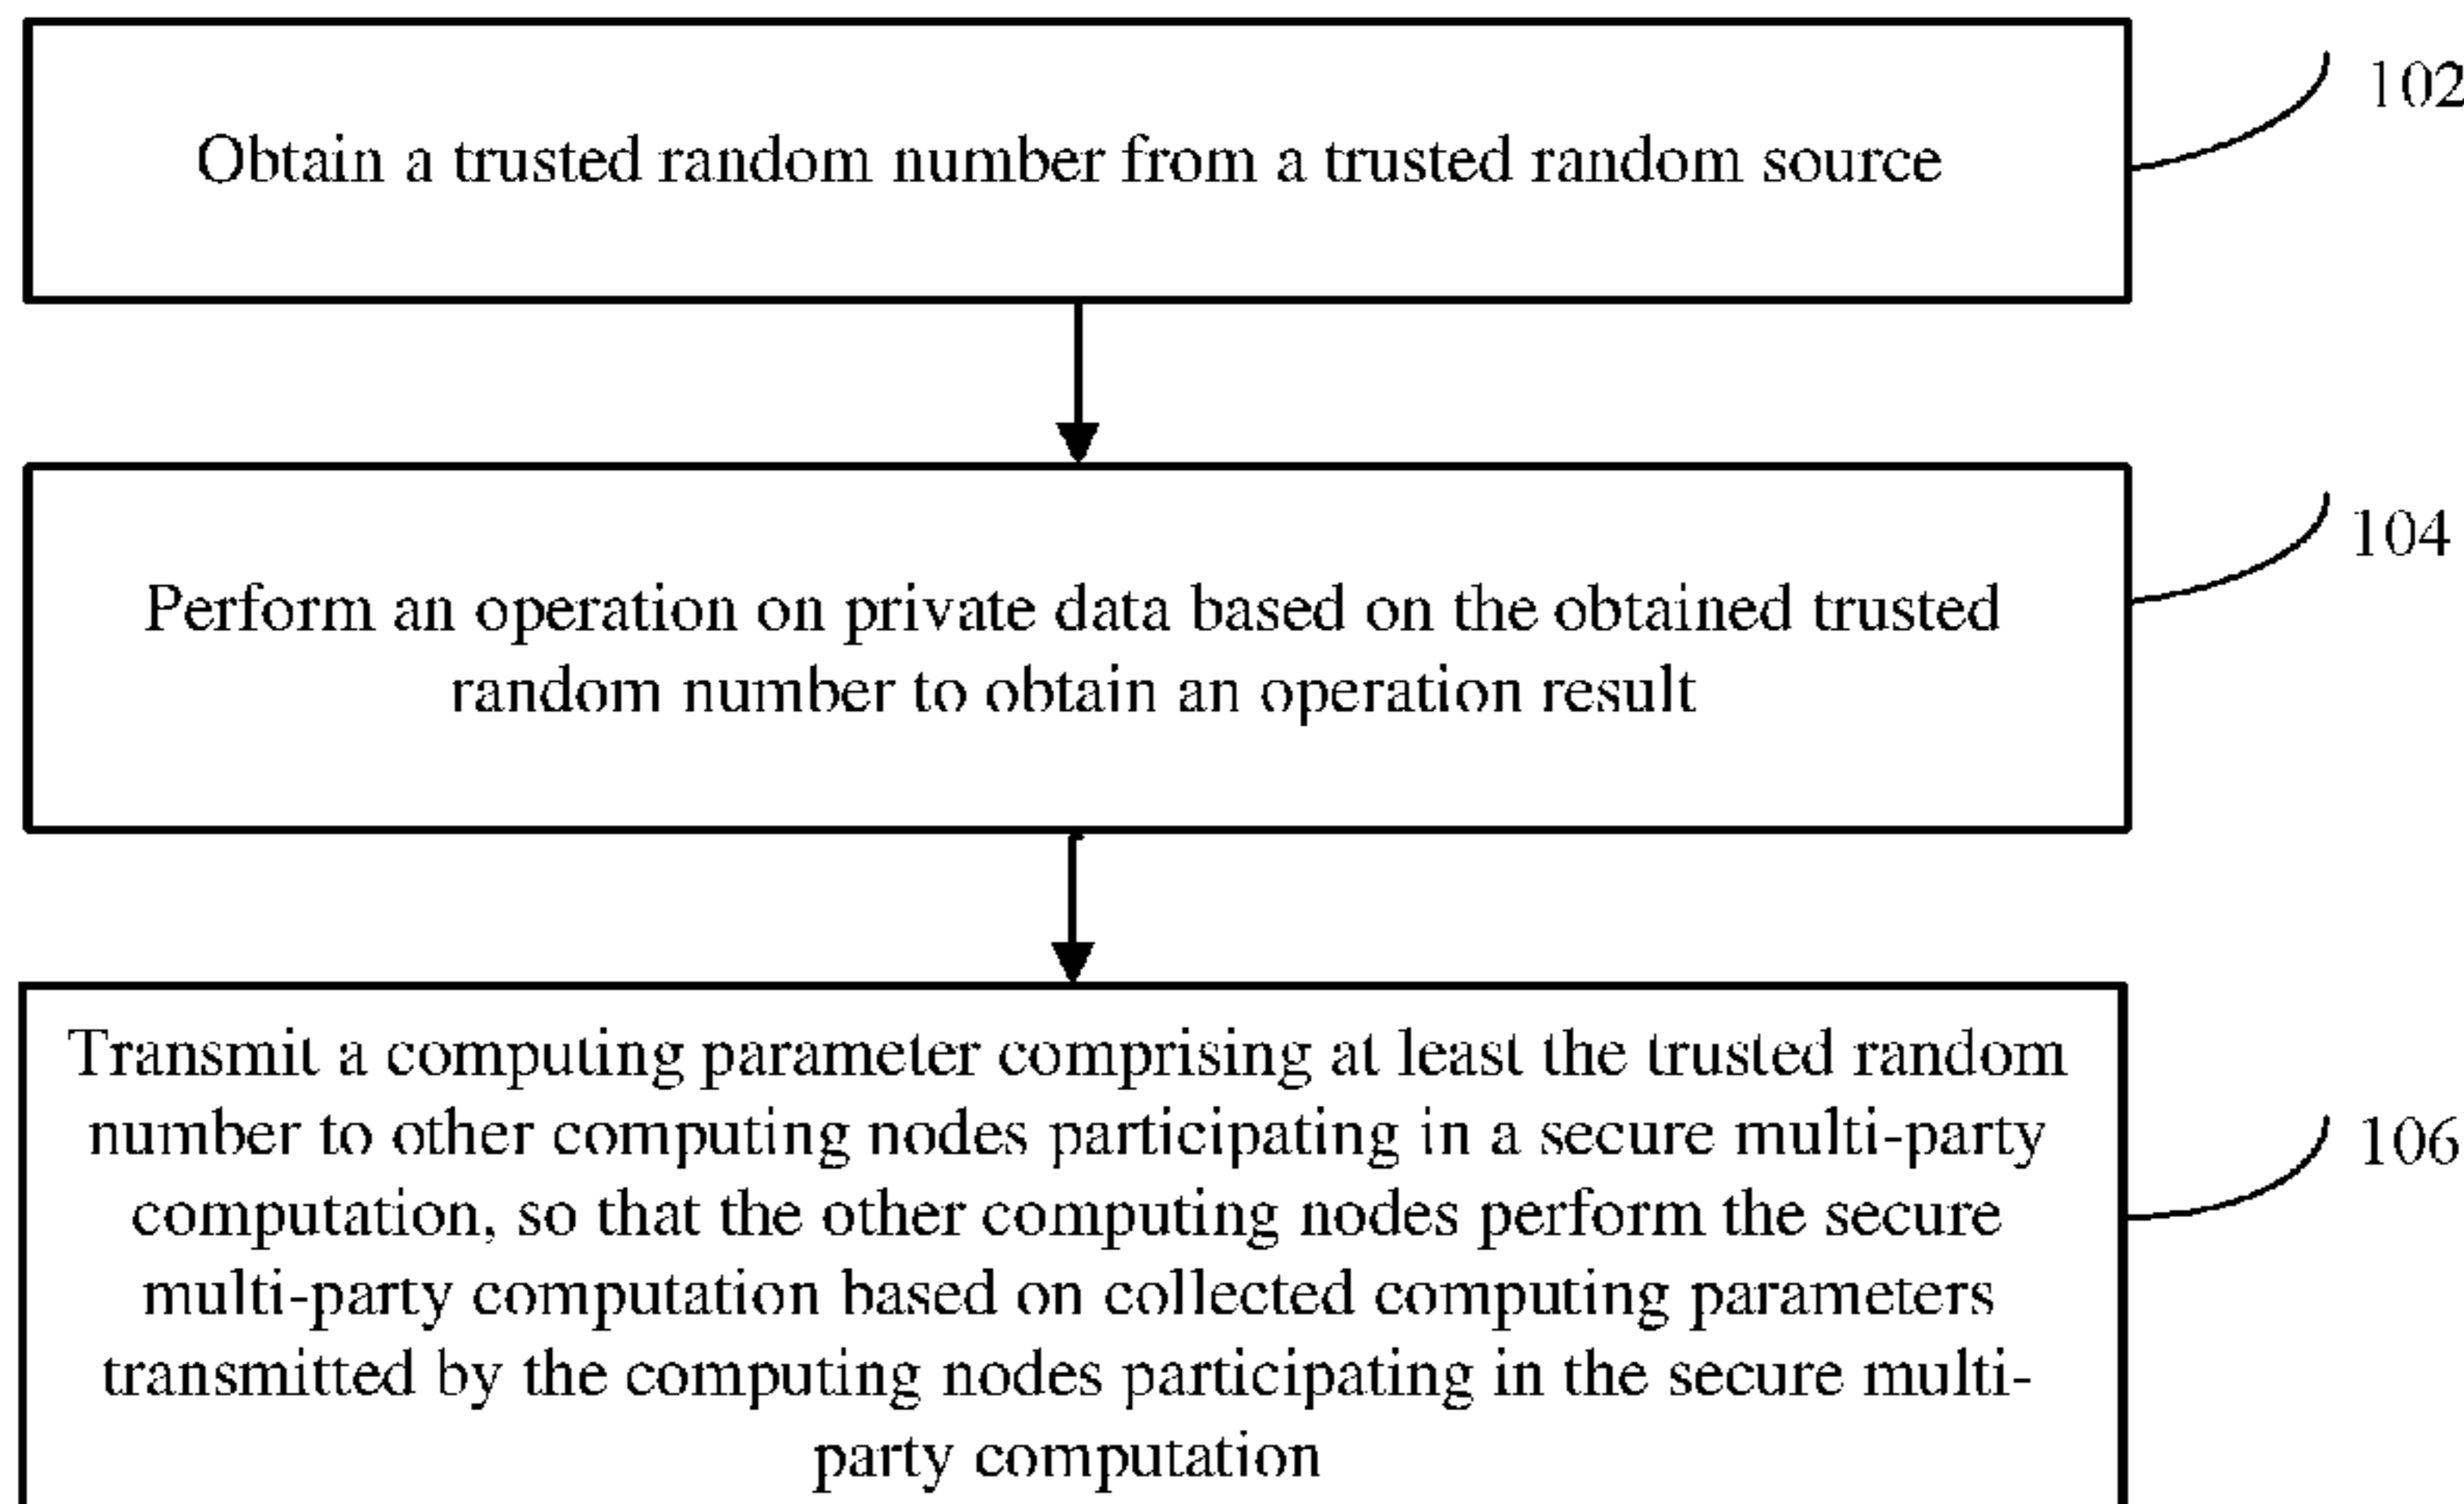 102
Obtain a trusted random number from a trusted random source
104
Perform an operation on private data based on the obtained trusted
random number to obtain an operation result
Transmit a computing parameter comprising at least the trusted random
number to other computing nodes participating in a secure multi-party
106
computation, so that the other computing nodes perform the secure
multi-party computation based on collected computing parameters
transmitted by the computing nodes participating in the secure multi-
party computation